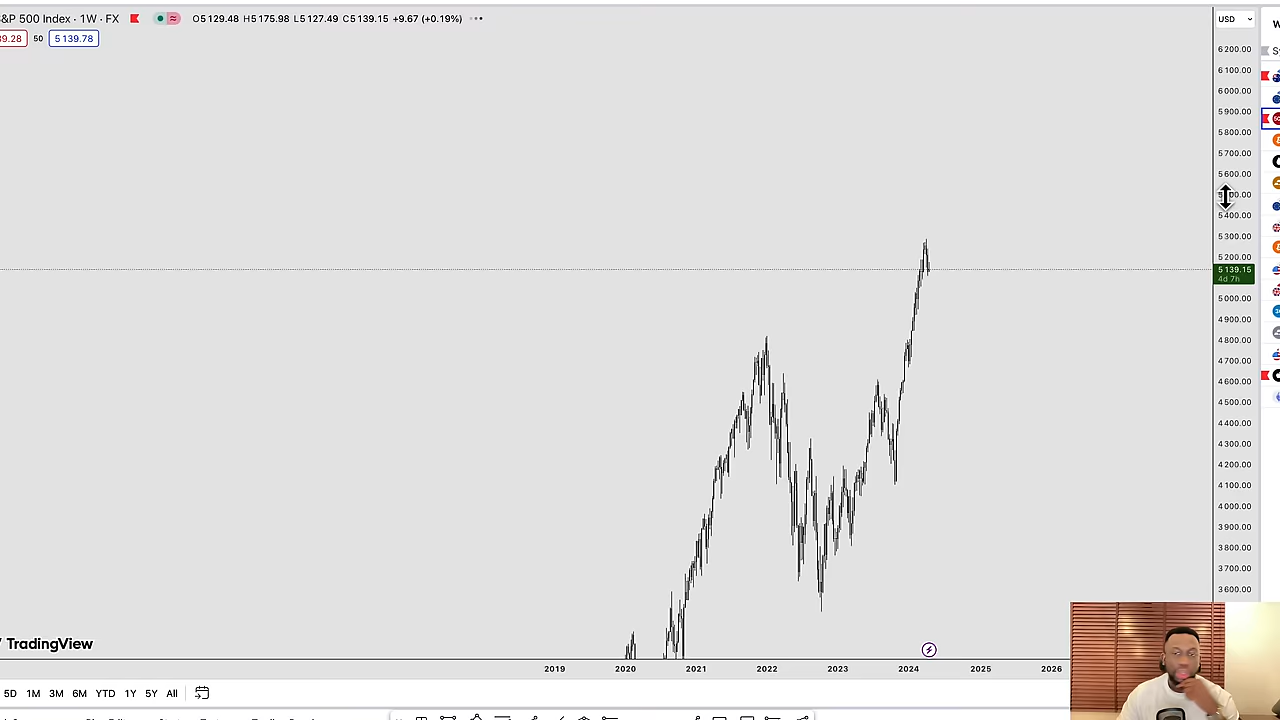 S&P 500 Index · 1W · FX O5 129.48 H5 175.98 L5 127.49 C5 139.15 +9.67 (+0.19%)
39.28 50 5 139.78
USD
6 200.00
6 100.00
6 000.00
5 900.00
5 800.00
5 700.00
5 600.00
5 400.00
5 300.00
5 200.00
5 139.15
4d 7h
5 000.00
4 900.00
4 800.00
4 700.00
4 600.00
4 500.00
4 400.00
4 300.00
4 200.00
4 100.00
4 000.00
3 900.00
3 800.00
3 700.00
3 600.00
TradingView
2019 2020 2021 2022 2023 2024 2025 2026
5D 1M 3M 6M YTD 1Y 5Y All
W
Sy